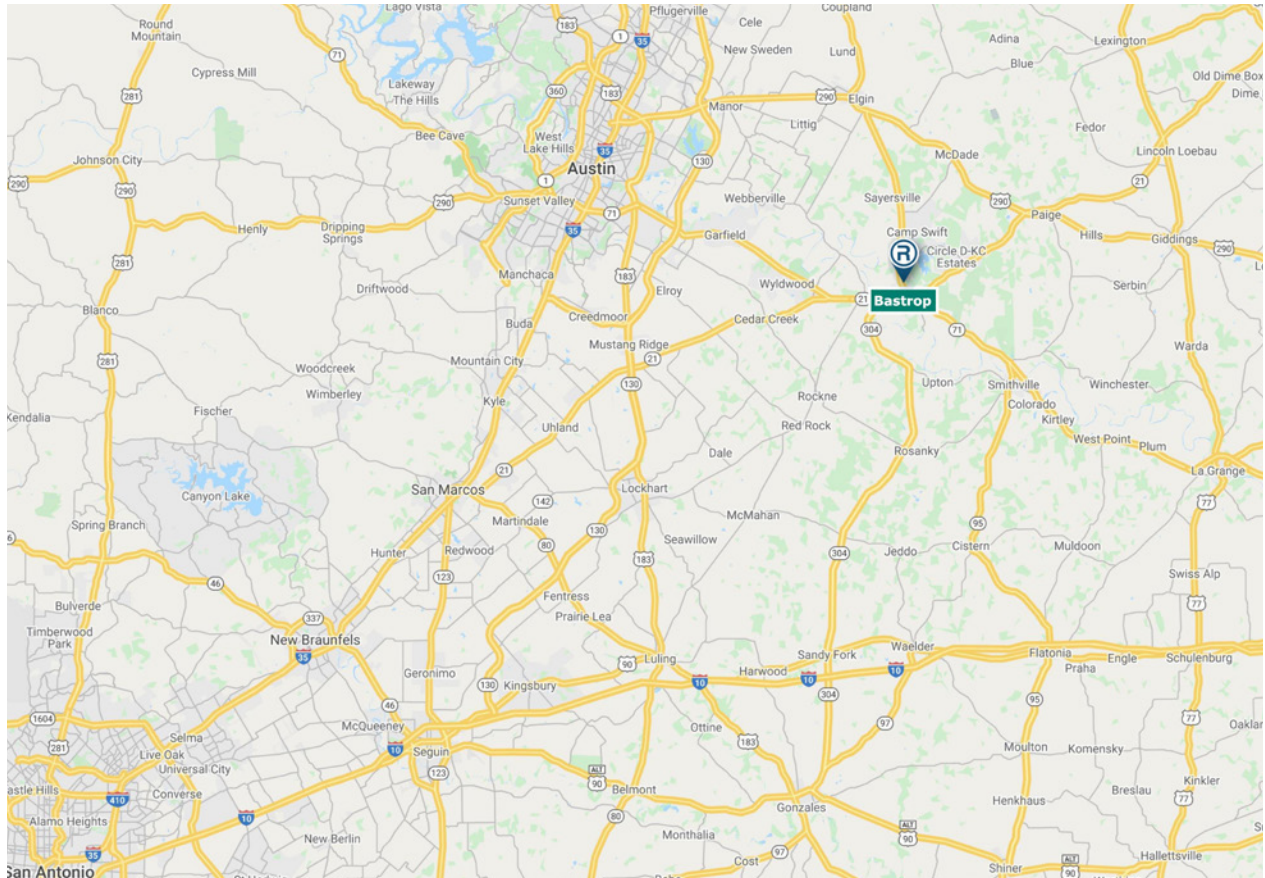 Lago Vista
183
Pflugerville
Coupland
Round
Mountain
71
183
1
35
Cele
New Sweden
Lund
Adina
Blue
Lexington
Cypress Mill
281
Lakeway
The Hills
360
183
Manor
290
Elgin
Old Dime Box
Dime
Bee Cave
West
Lake Hills
35
130
Littig
McDade
Fedor
Lincoln
Loebau
Johnson City
290
290
Austin
1
Sunset Valley
71
Webberville
Sayersville
290
21
Paige
290
Henly
Dripping
Springs
35
Garfield
Camp Swift
Circle D-KC
Estates
Hills
Giddings
290
281
Manchaca
183
Elroy
Wyldwood
R
Bastrop
21
Serbin
Driftwood
Blanco
Buda
Creedmoor
Cedar Creek
304
71
Warda
77
281
Mountain City
Mustang Ridge
21
Woodcreek
Wimberley
Kyle
130
Upton
Smithville
Winchester
Colorado
Kendalia
Fischer
Uhland
Rockne
Red Rock
Kirtley
West Point
Plum
Dale
Rosanky
La Grange
77
21
Canyon Lake
San Marcos
142
Lockhart
Spring Branch
Martindale
130
McMahan
95
Hunter
Redwood
80
Seawillow
304
Jeddo
Cistern
Muldoon
46
123
183
Swiss Alp
77
Bulverde
337
Fentress
Prairie Lea
Timberwood
Park
New Braunfels
35
90
Luling
Sandy Fork
Waelder
Flatonia
Praha
Engle
Schulenburg
90
Geronimo
Harwood
10
10
10
130
Kingsbury
304
95
1604
46
McQueeney
97
281
Selma
10
Seguin
Ottine
183
Moulton
Komensky
Oakland
Live Oak
Universal City
123
ALT
90
Belmont
Kinkler
Castle Hills
410
Converse
Gonzales
Henkhaus
Breslau
77
Alamo Heights
10
80
New Berlin
Monthalia
ALT
90
Hallettsville
35
San Antonio
Cost
97
Shiner
ALT
90